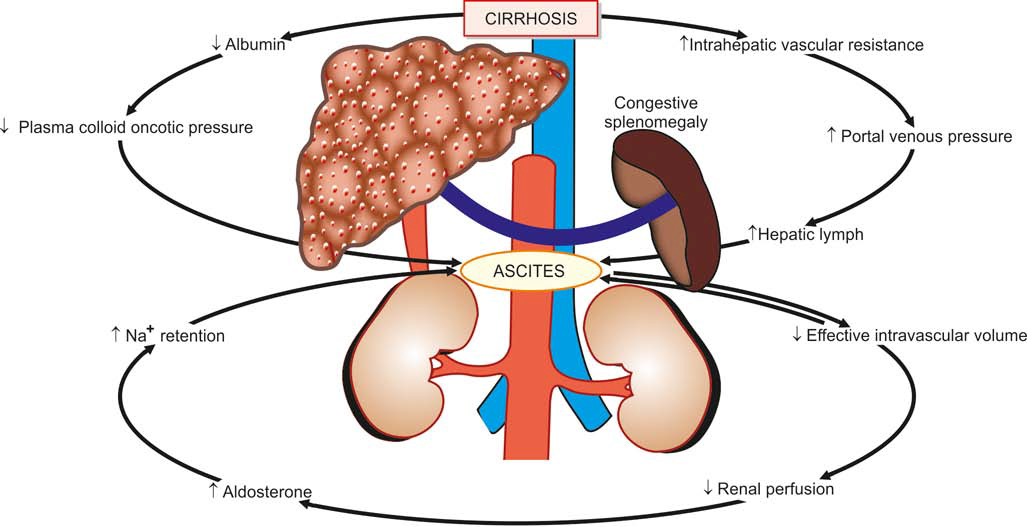 CIRRHOSIS
↓ Albumin
↑Intrahepatic vascular resistance
Congestive
splenomegaly
↓ Plasma colloid oncotic pressure
↑ Portal venous pressure
↑Hepatic lymph
ASCITES
↑ Na+ retention
↓ Effective intravascular volume
↑ Aldosterone
↓ Renal perfusion